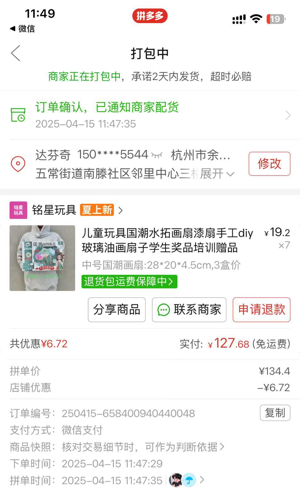 11:49
拼多多
19
微信
打包中
商家正在打包中，承诺2天内发货，超时必赔
订单确认，已通知商家配货
2025-04-15 11:47:35
达芬奇 150****5544 杭州市余...
五常街道南滕社区邻里中心三楼 展开
修改
铭星玩具 夏上新
儿童玩具国潮水拓画扇漆扇手工diy ¥19.2
玻璃油画扇子学生奖品培训赠品 ×7
中号国潮画扇:28*20*4.5cm,3盒价
退货包运费保障中
分享商品 联系商家 申请退款
共优惠¥6.72 实付: ¥127.68 (免运费)
拼单价 ¥134.4
店铺优惠 -¥6.72
订单编号: 250415-658400940440048 复制
支付方式: 微信支付
商品快照: 核对交易细节时，可作为判断依据
下单时间: 2025-04-15 11:47:29
拼单时间: 2025-04-15 11:47:35